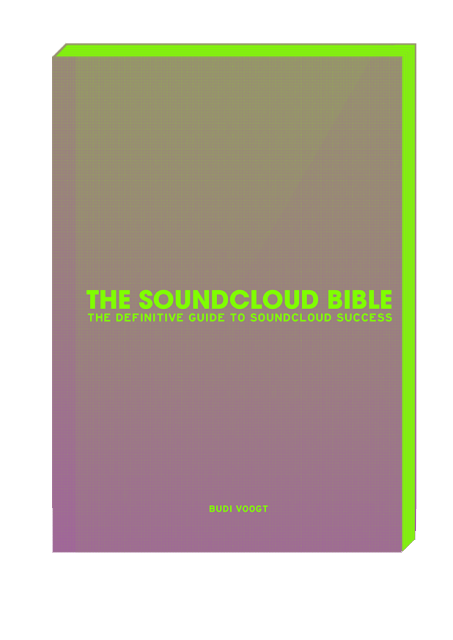 THE SOUNDCLOUD BIBLE
THE DEFINITIVE GUIDE TO SOUNDCLOUD SUCCESS
BUDI VOOGT